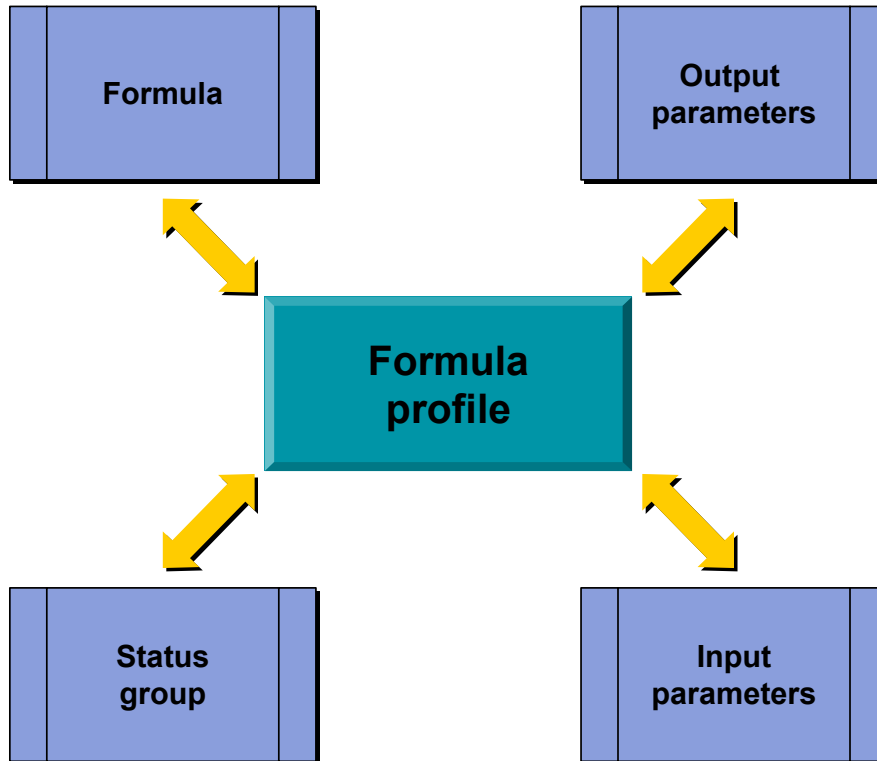 Formula
Output
parameters
Formula
profile
Status
group
Input
parameters